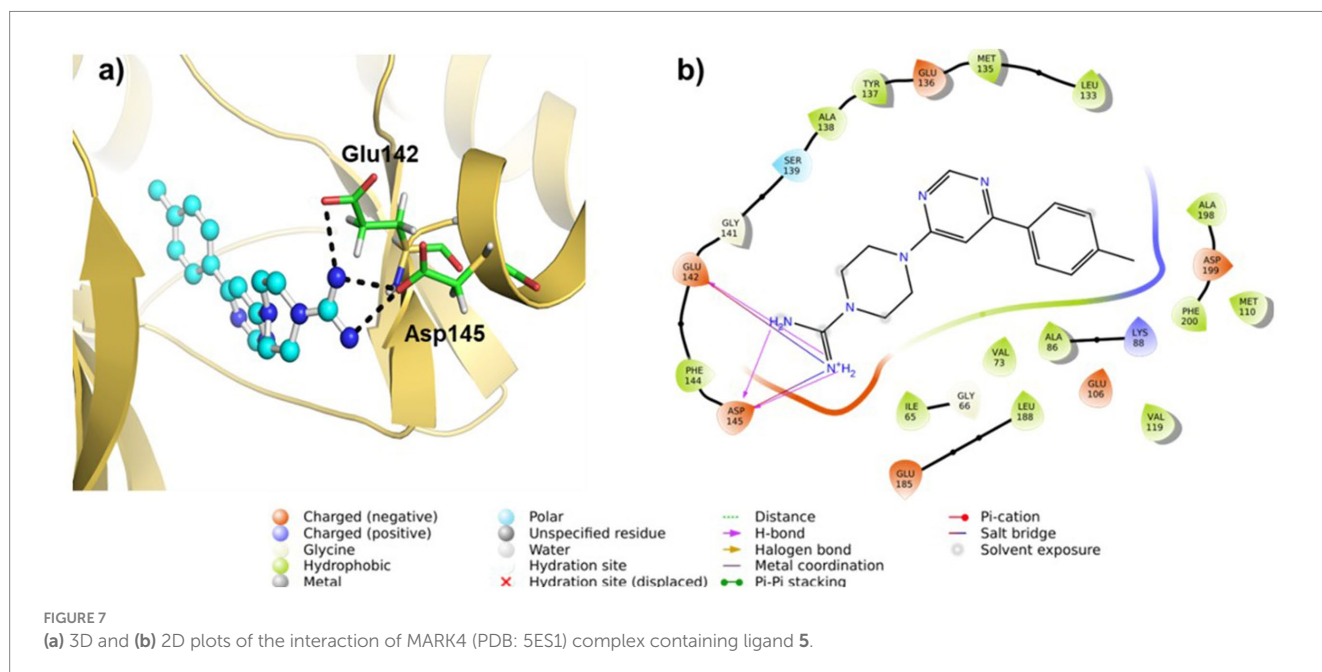 a)
Glu142
Asp145
b)
MET
135
GLU
136
TYR
137
LEU
133
ALA
138
SER
139
GLY
141
GLU
142
PHE
144
ASP
145
N
N
N
N
H₂N
N⁺H₂
ALA
198
ASP
199
MET
110
PHE
200
LYS
88
ALA
86
VAL
73
GLU
106
GLY
66
ILE
65
LEU
188
VAL
119
GLU
185
Charged (negative)
Charged (positive)
Glycine
Hydrophobic
Metal
Polar
Unspecified residue
Water
Hydration site
Hydration site (displaced)
Distance
H-bond
Halogen bond
Metal coordination
Pi-Pi stacking
Pi-cation
Salt bridge
Solvent exposure
FIGURE 7
(a) 3D and (b) 2D plots of the interaction of MARK4 (PDB: 5ES1) complex containing ligand 5.